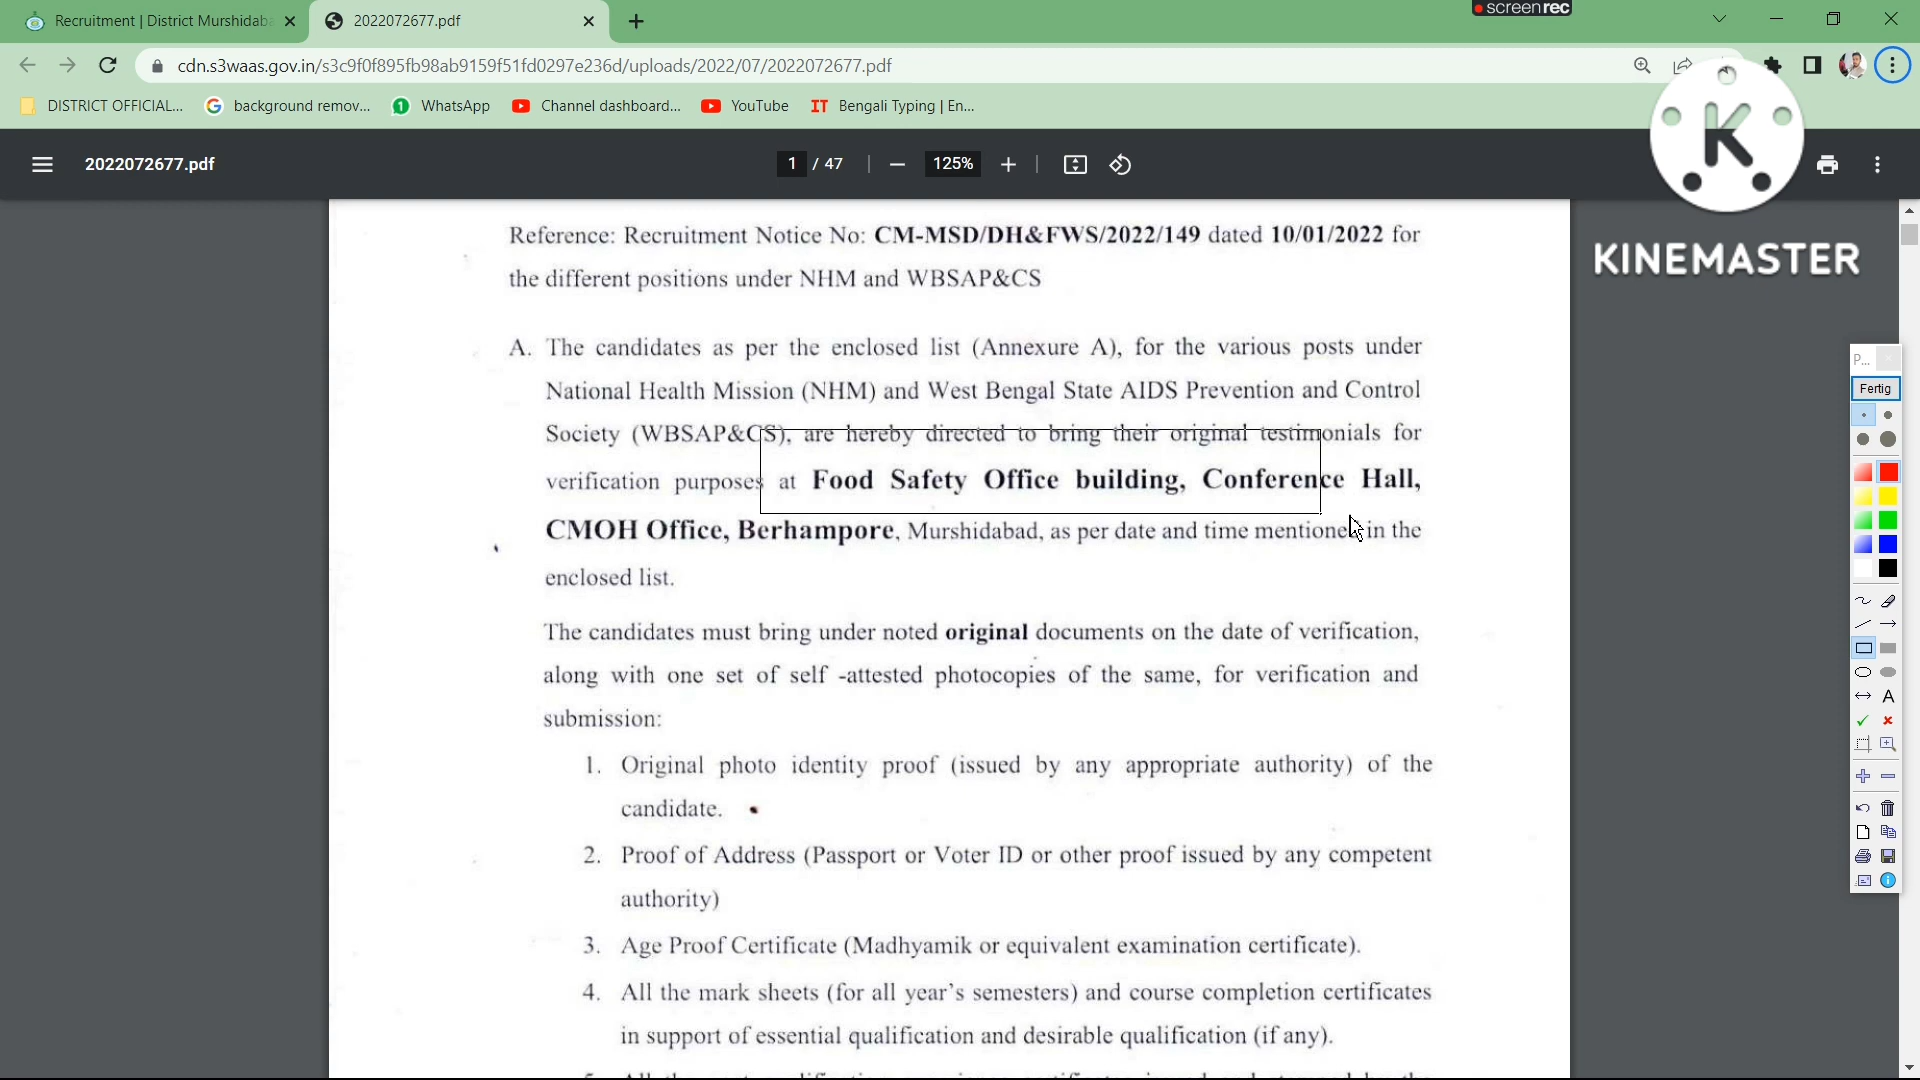 Recruitment | District Murshidaba
2022072677.pdf
screenrec
cdn.s3waas.gov.in/s3c9f0f895fb98ab9159f51fd0297e236d/uploads/2022/07/2022072677.pdf
DISTRICT OFFICIAL...
background remov...
WhatsApp
Channel dashboard...
YouTube
IT Bengali Typing | En...
2022072677.pdf
1 / 47
125%
K
KINEMASTER
Reference: Recruitment Notice No: CM-MSD/DH&FWS/2022/149 dated 10/01/2022 for
the different positions under NHM and WBSAP&CS
A. The candidates as per the enclosed list (Annexure A), for the various posts under
National Health Mission (NHM) and West Bengal State AIDS Prevention and Control
Society (WBSAP&CS), are hereby directed to bring their original testimonials for
verification purposes at Food Safety Office building, Conference Hall,
CMOH Office, Berhampore, Murshidabad, as per date and time mentioned in the
enclosed list.
The candidates must bring under noted original documents on the date of verification,
along with one set of self -attested photocopies of the same, for verification and
submission:
1. Original photo identity proof (issued by any appropriate authority) of the
candidate.
2. Proof of Address (Passport or Voter ID or other proof issued by any competent
authority)
3. Age Proof Certificate (Madhyamik or equivalent examination certificate).
4. All the mark sheets (for all year's semesters) and course completion certificates
in support of essential qualification and desirable qualification (if any).
P...
Fertig
A